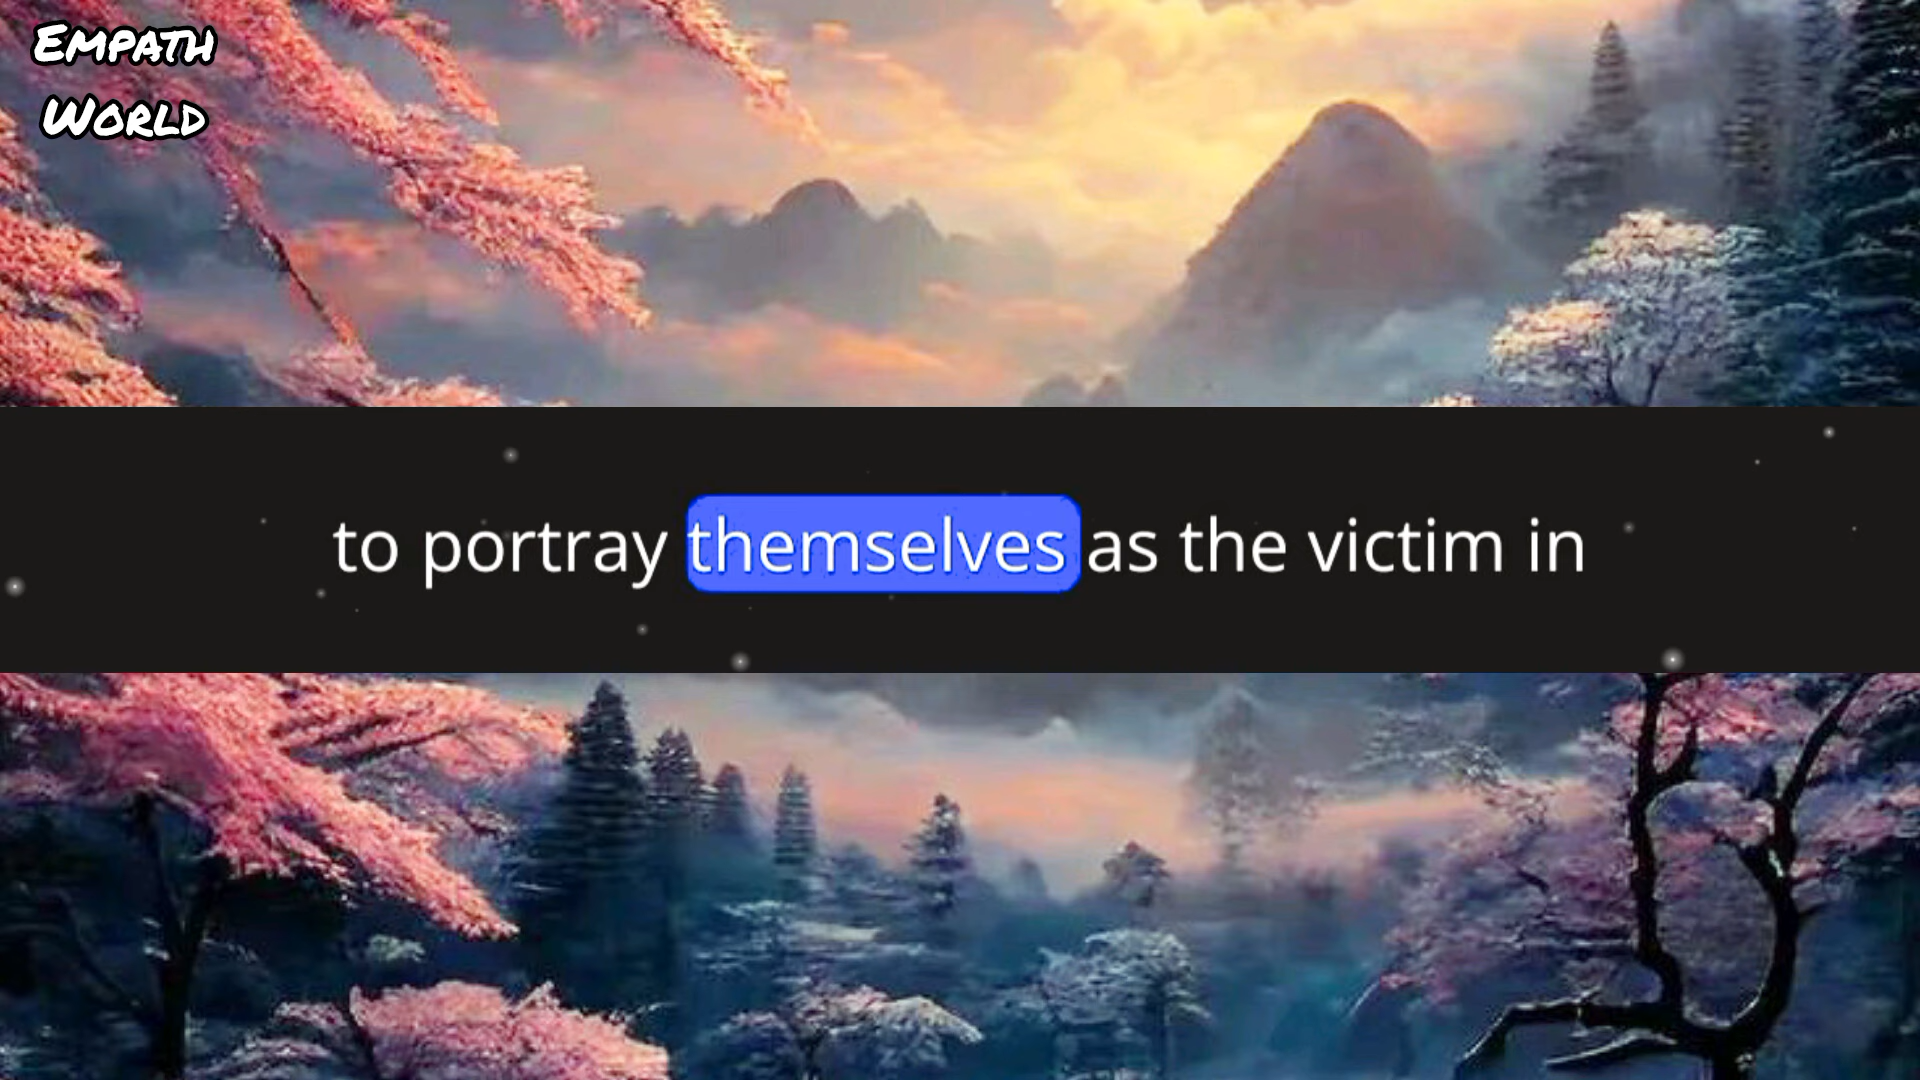 Empath
World
to portray themselves as the victim in